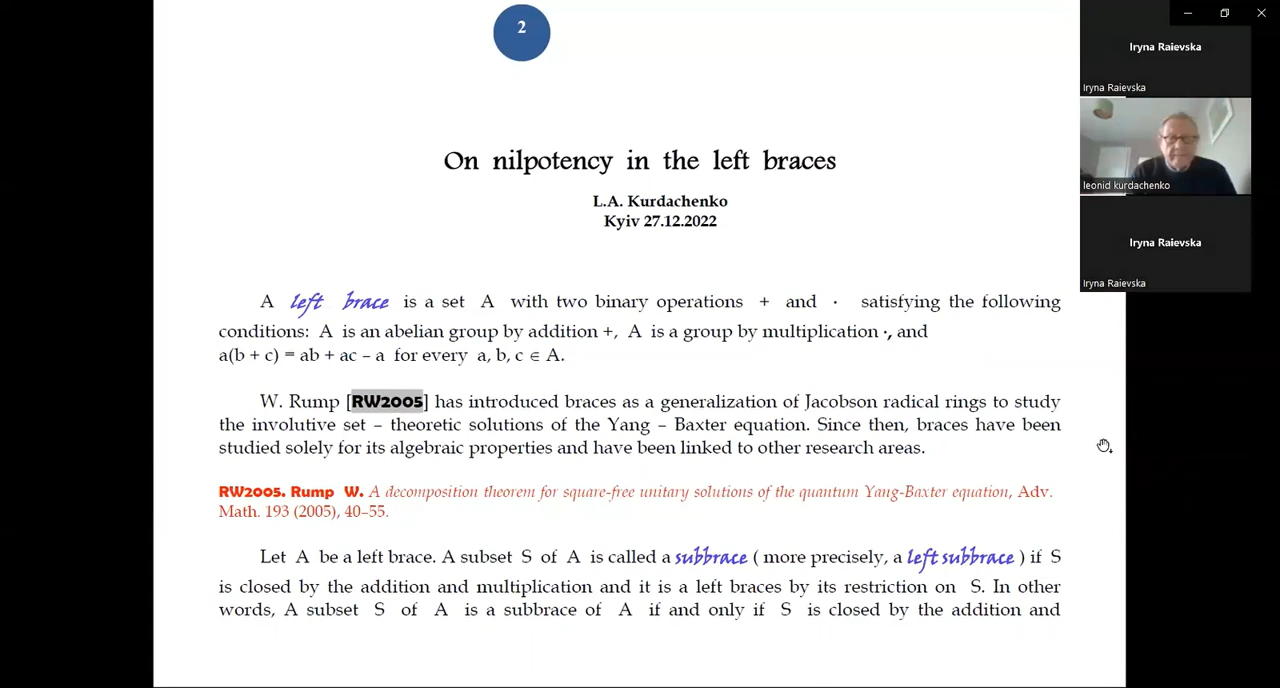 2
On nilpotency in the left braces
L.A. Kurdachenko
Kyiv 27.12.2022
A left brace is a set A with two binary operations + and · satisfying the following
conditions: A is an abelian group by addition +, A is a group by multiplication ·, and
a(b + c) = ab + ac – a for every a, b, c ∈ A.
W. Rump [RW2005] has introduced braces as a generalization of Jacobson radical rings to study
the involutive set – theoretic solutions of the Yang – Baxter equation. Since then, braces have been
studied solely for its algebraic properties and have been linked to other research areas.
RW2005. Rump W. A decomposition theorem for square-free unitary solutions of the quantum Yang-Baxter equation, Adv.
Math. 193 (2005), 40–55.
Let A be a left brace. A subset S of A is called a subbrace ( more precisely, a left subbrace ) if S
is closed by the addition and multiplication and it is a left braces by its restriction on S. In other
words, A subset S of A is a subbrace of A if and only if S is closed by the addition and
Iryna Raievska
Iryna Raievska
leonid kurdachenko
Iryna Raievska
Iryna Raievska